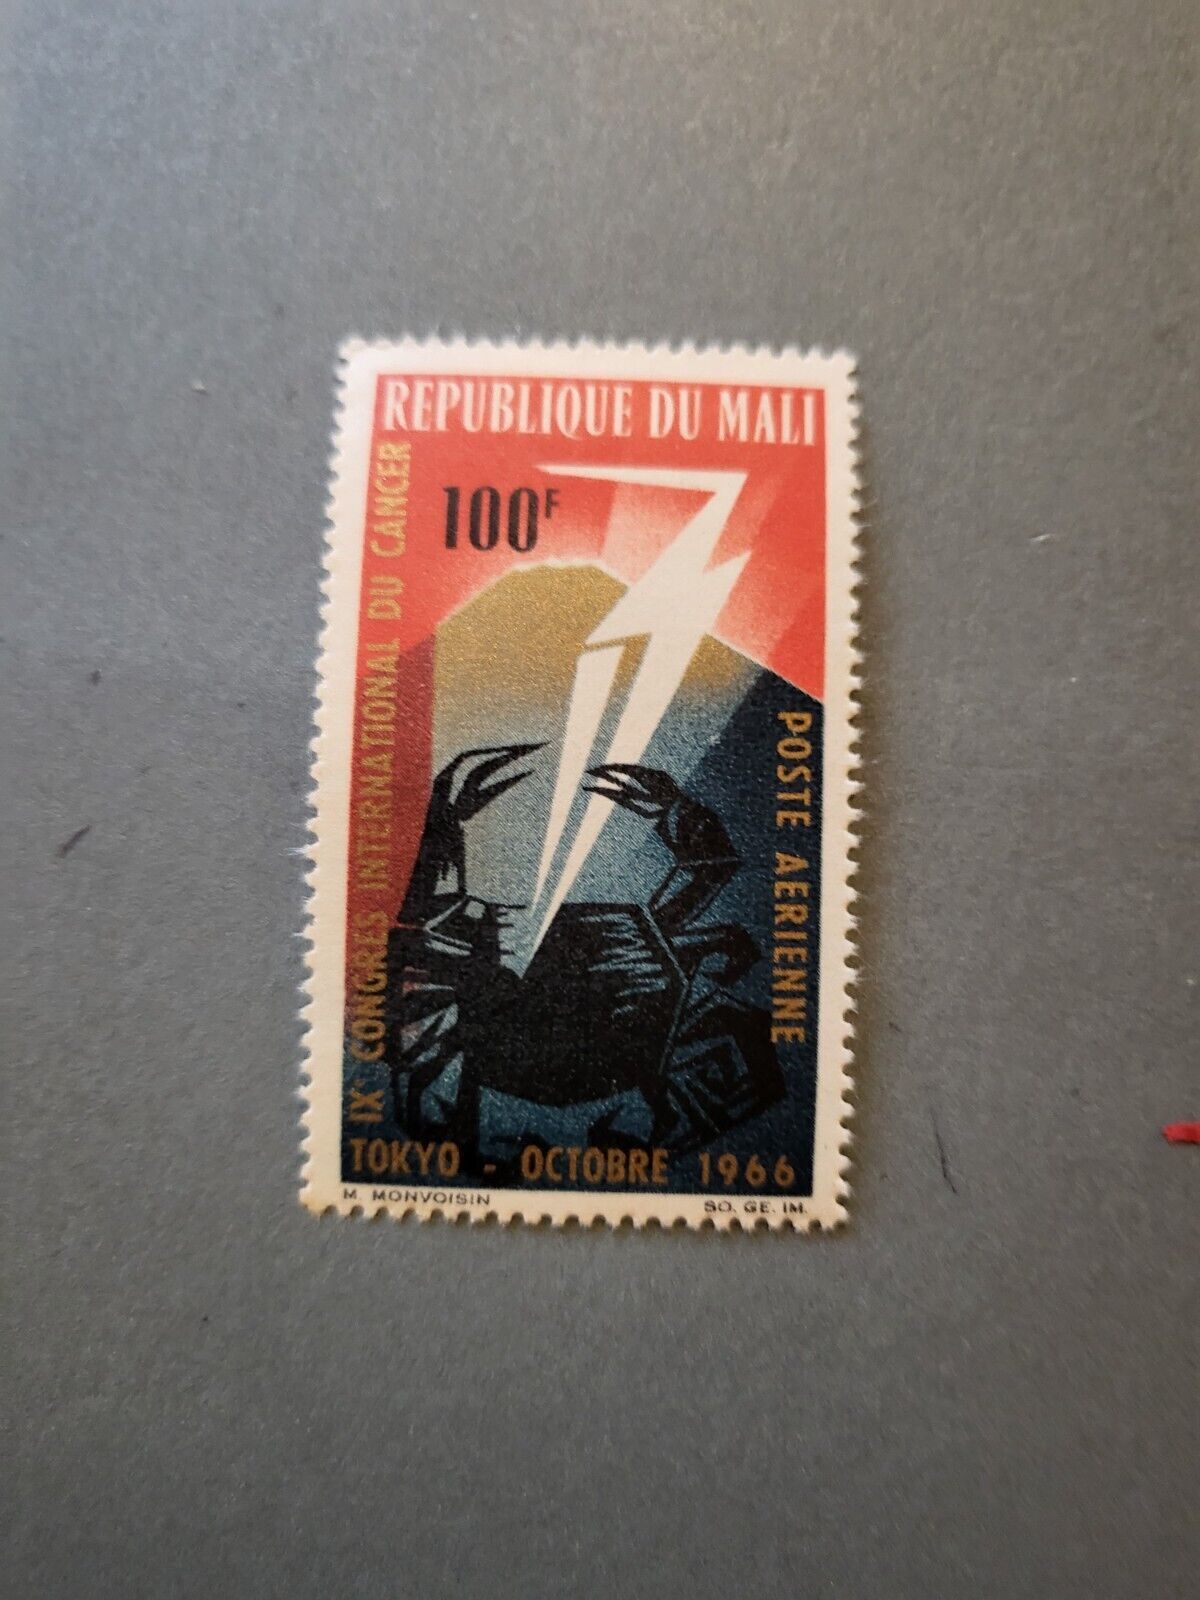 REPUBLIQUE DU MALI
100F
IXe CONGRES INTERNATIONAL DU CANCER
POSTE AERIENNE
TOKYO - OCTOBRE 1966
M. MONVOISIN
SO. GE. IM.